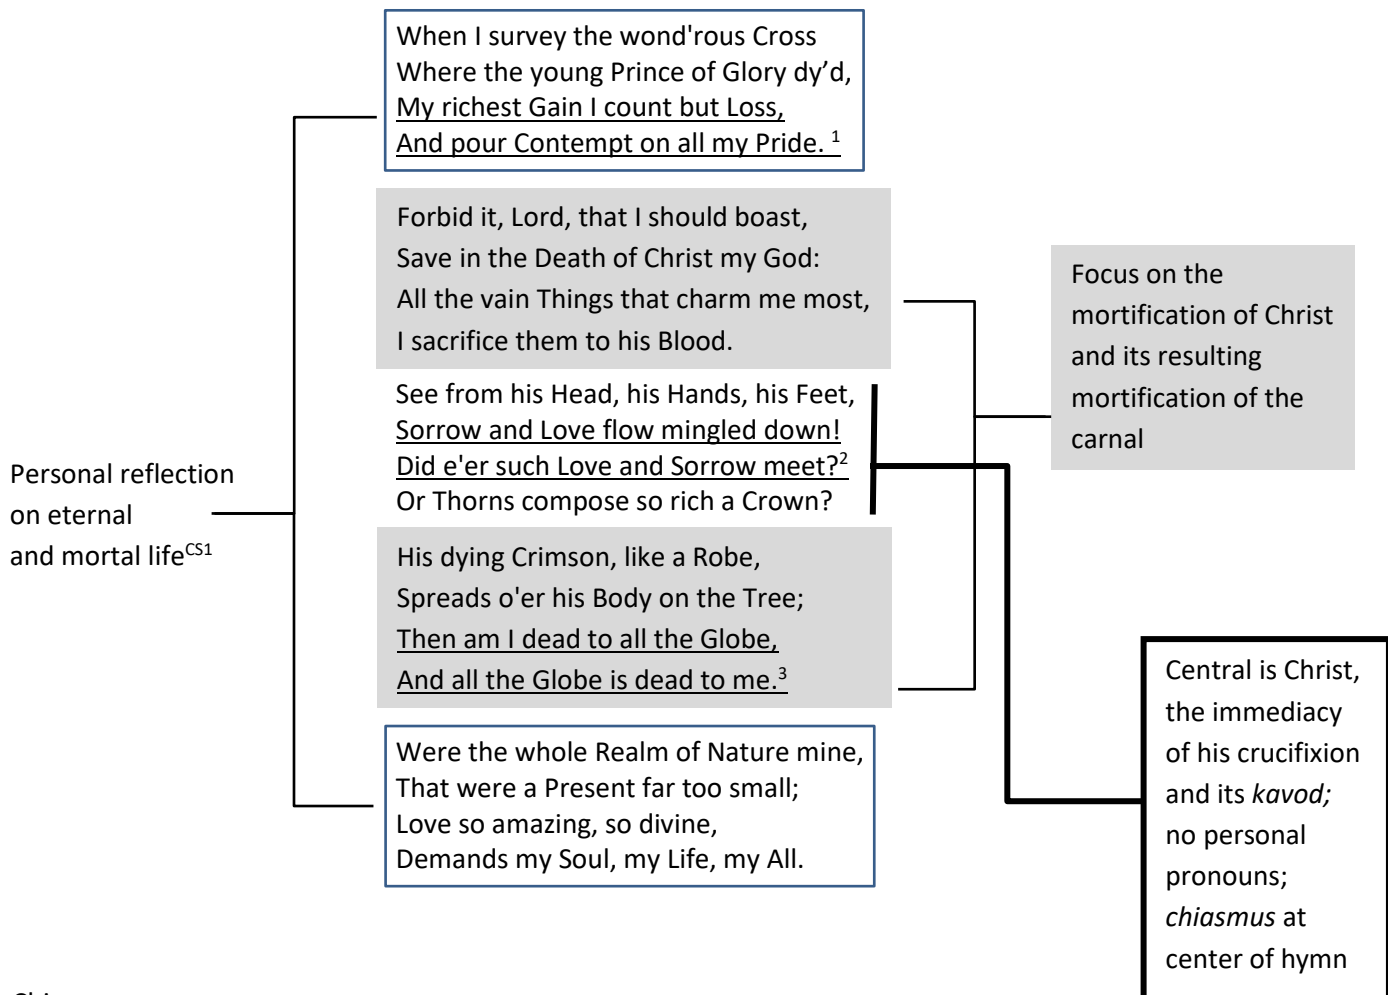 When I survey the wond'rous Cross
Where the young Prince of Glory dy’d,
My richest Gain I count but Loss,
And pour Contempt on all my Pride. 1
Forbid it, Lord, that I should boast,
Save in the Death of Christ my God:
All the vain Things that charm me most,
I sacrifice them to his Blood.
See from his Head, his Hands, his Feet,
Sorrow and Love flow mingled down!
Did e'er such Love and Sorrow meet?2
Or Thorns compose so rich a Crown?
His dying Crimson, like a Robe,
Spreads o'er his Body on the Tree;
Then am I dead to all the Globe,
And all the Globe is dead to me.3
Were the whole Realm of Nature mine,
That were a Present far too small;
Love so amazing, so divine,
Demands my Soul, my Life, my All.
Personal reflection
on eternal
and mortal lifeCS1
Focus on the
mortification of Christ
and its resulting
mortification of the
carnal
Central is Christ,
the immediacy
of his crucifixion
and its kavod;
no personal
pronouns;
chiasmus at
center of hymn